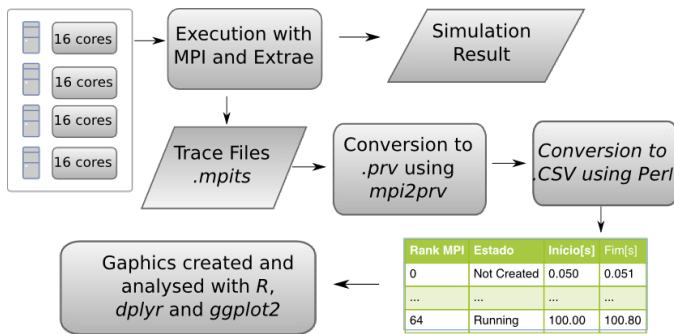 16 cores
16 cores
16 cores
16 cores
Execution with
MPI and Extrae
Simulation
Result
Trace Files
.mpits
Conversion to
.prv using
mpi2prv
Conversion to
.CSV using Perl
Rank MPI Estado Início[s] Fim[s]
0 Not Created 0.050 0.051
... ... ... ...
64 Running 100.00 100.80
Gaphics created and
analysed with R,
dplyr and ggplot2